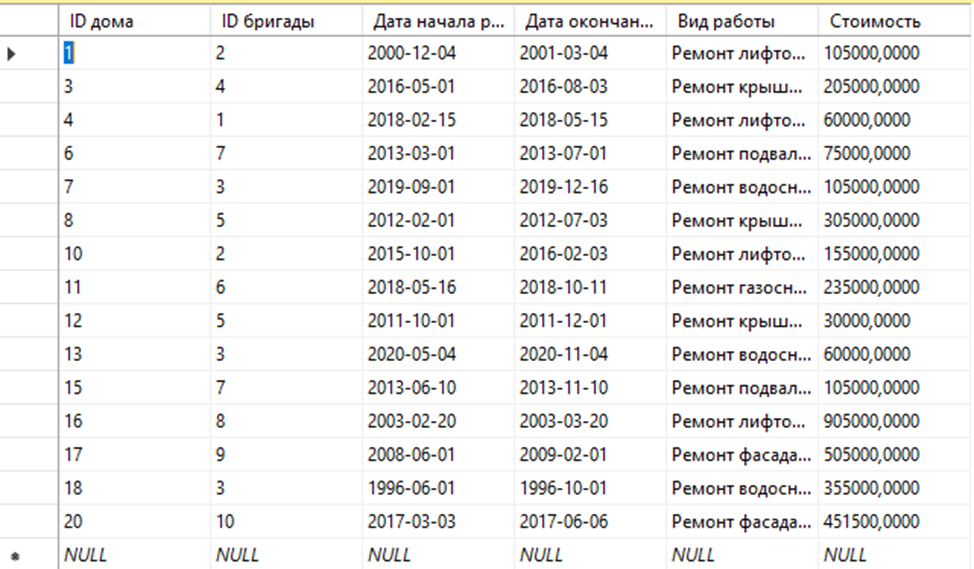 ID дома ID бригады Дата начала р... Дата окончан... Вид работы Стоимость
1 2 2000-12-04 2001-03-04 Ремонт лифто... 105000,0000
3 4 2016-05-01 2016-08-03 Ремонт крыш... 205000,0000
4 1 2018-02-15 2018-05-15 Ремонт лифто... 60000,0000
6 7 2013-03-01 2013-07-01 Ремонт подвал... 75000,0000
7 3 2019-09-01 2019-12-16 Ремонт водосн... 105000,0000
8 5 2012-02-01 2012-07-03 Ремонт крыш... 305000,0000
10 2 2015-10-01 2016-02-03 Ремонт лифто... 155000,0000
11 6 2018-05-16 2018-10-11 Ремонт газосн... 235000,0000
12 5 2011-10-01 2011-12-01 Ремонт крыш... 30000,0000
13 3 2020-05-04 2020-11-04 Ремонт водосн... 60000,0000
15 7 2013-06-10 2013-11-10 Ремонт подвал... 105000,0000
16 8 2003-02-20 2003-03-20 Ремонт лифто... 905000,0000
17 9 2008-06-01 2009-02-01 Ремонт фасада... 505000,0000
18 3 1996-06-01 1996-10-01 Ремонт водосн... 355000,0000
20 10 2017-03-03 2017-06-06 Ремонт фасада... 451500,0000
NULL NULL NULL NULL NULL NULL